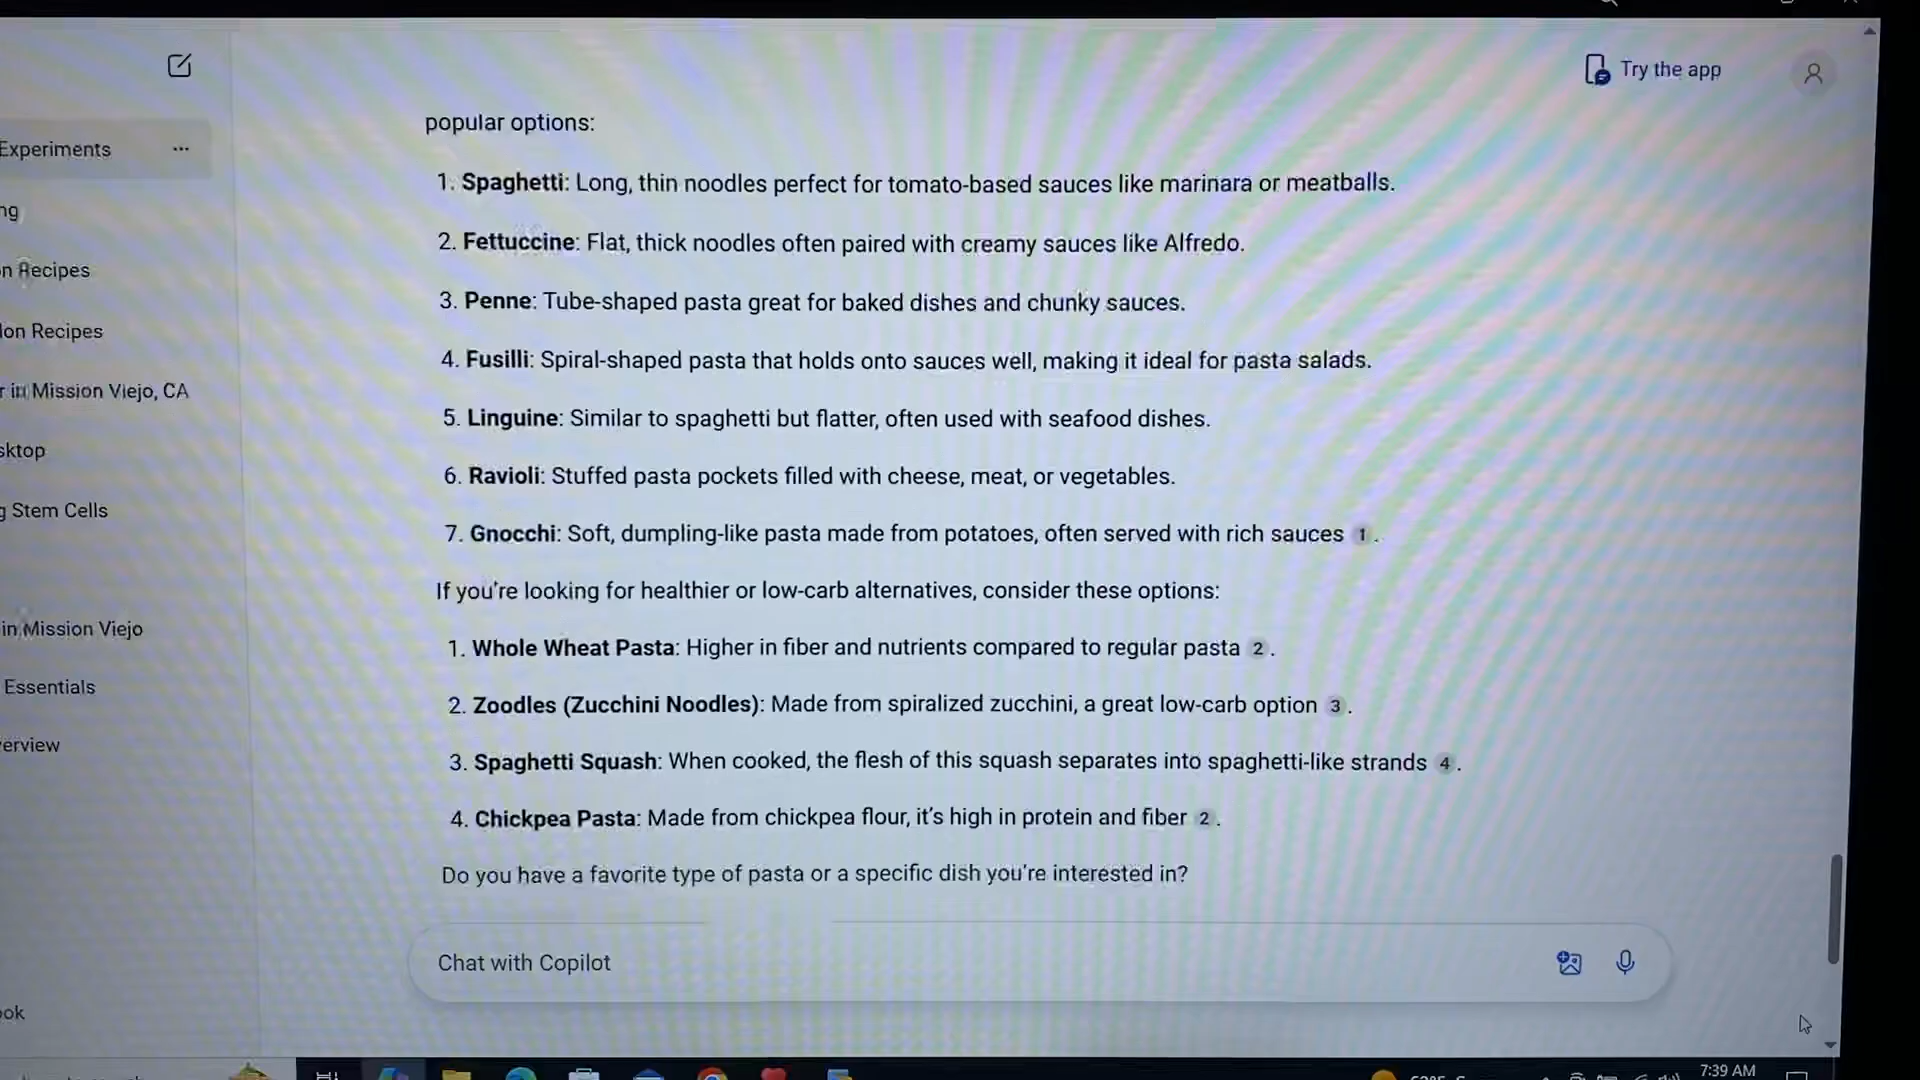 Try the app
popular options:
Experiments ...
1. Spaghetti: Long, thin noodles perfect for tomato-based sauces like marinara or meatballs.
ng
2. Fettuccine: Flat, thick noodles often paired with creamy sauces like Alfredo.
n Recipes
3. Penne: Tube-shaped pasta great for baked dishes and chunky sauces.
lon Recipes
4. Fusilli: Spiral-shaped pasta that holds onto sauces well, making it ideal for pasta salads.
r in Mission Viejo, CA
5. Linguine: Similar to spaghetti but flatter, often used with seafood dishes.
sktop
6. Ravioli: Stuffed pasta pockets filled with cheese, meat, or vegetables.
g Stem Cells
7. Gnocchi: Soft, dumpling-like pasta made from potatoes, often served with rich sauces 1.
If you're looking for healthier or low-carb alternatives, consider these options:
in Mission Viejo
1. Whole Wheat Pasta: Higher in fiber and nutrients compared to regular pasta 2.
Essentials
2. Zoodles (Zucchini Noodles): Made from spiralized zucchini, a great low-carb option 3.
erview
3. Spaghetti Squash: When cooked, the flesh of this squash separates into spaghetti-like strands 4.
4. Chickpea Pasta: Made from chickpea flour, it's high in protein and fiber 2.
Do you have a favorite type of pasta or a specific dish you're interested in?
Chat with Copilot
ok
7:39 AM